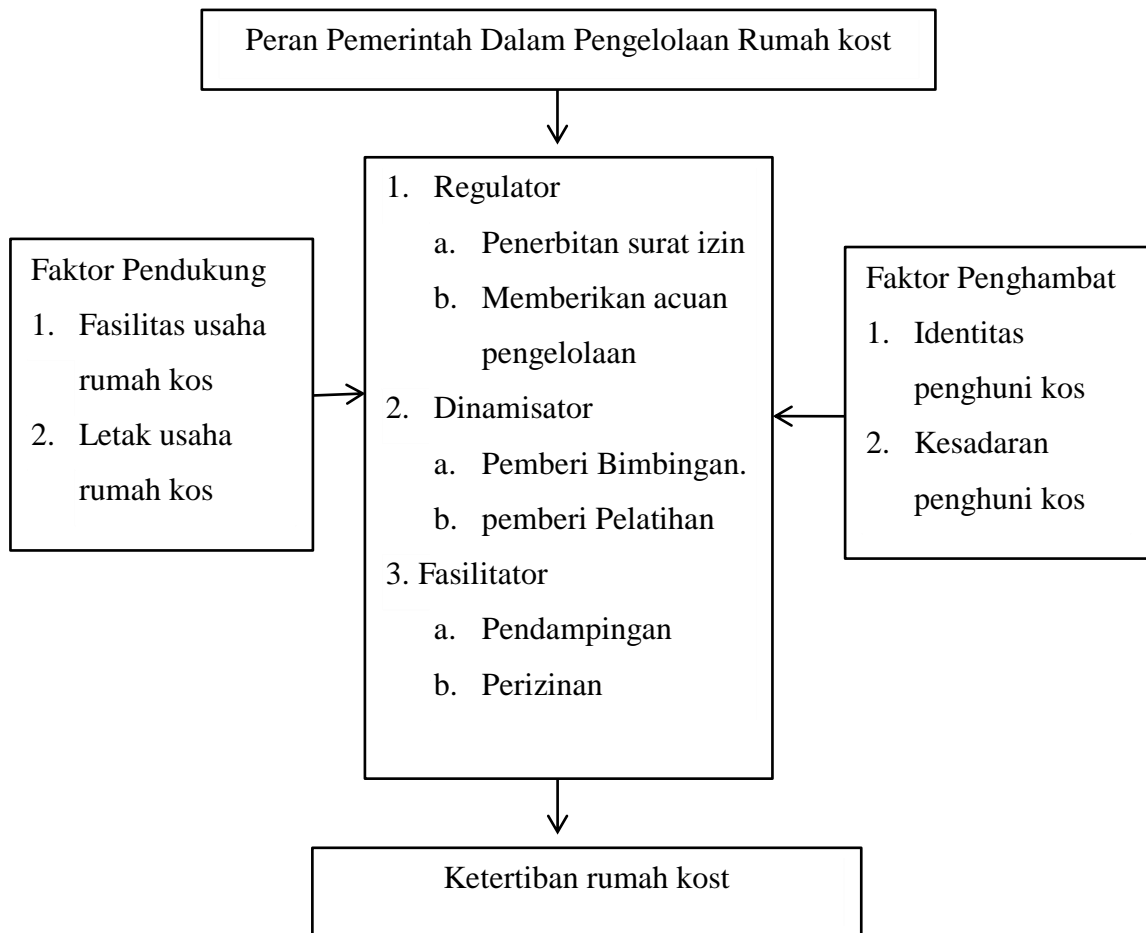 Peran Pemerintah Dalam Pengelolaan Rumah kost
Faktor Pendukung
1. Fasilitas usaha
rumah kos
2. Letak usaha
rumah kos
1. Regulator
a. Penerbitan surat izin
b. Memberikan acuan
pengelolaan
2. Dinamisator
a. Pemberi Bimbingan.
b. pemberi Pelatihan
3. Fasilitator
a. Pendampingan
b. Perizinan
Faktor Penghambat
1. Identitas
penghuni kos
2. Kesadaran
penghuni kos
Ketertiban rumah kost